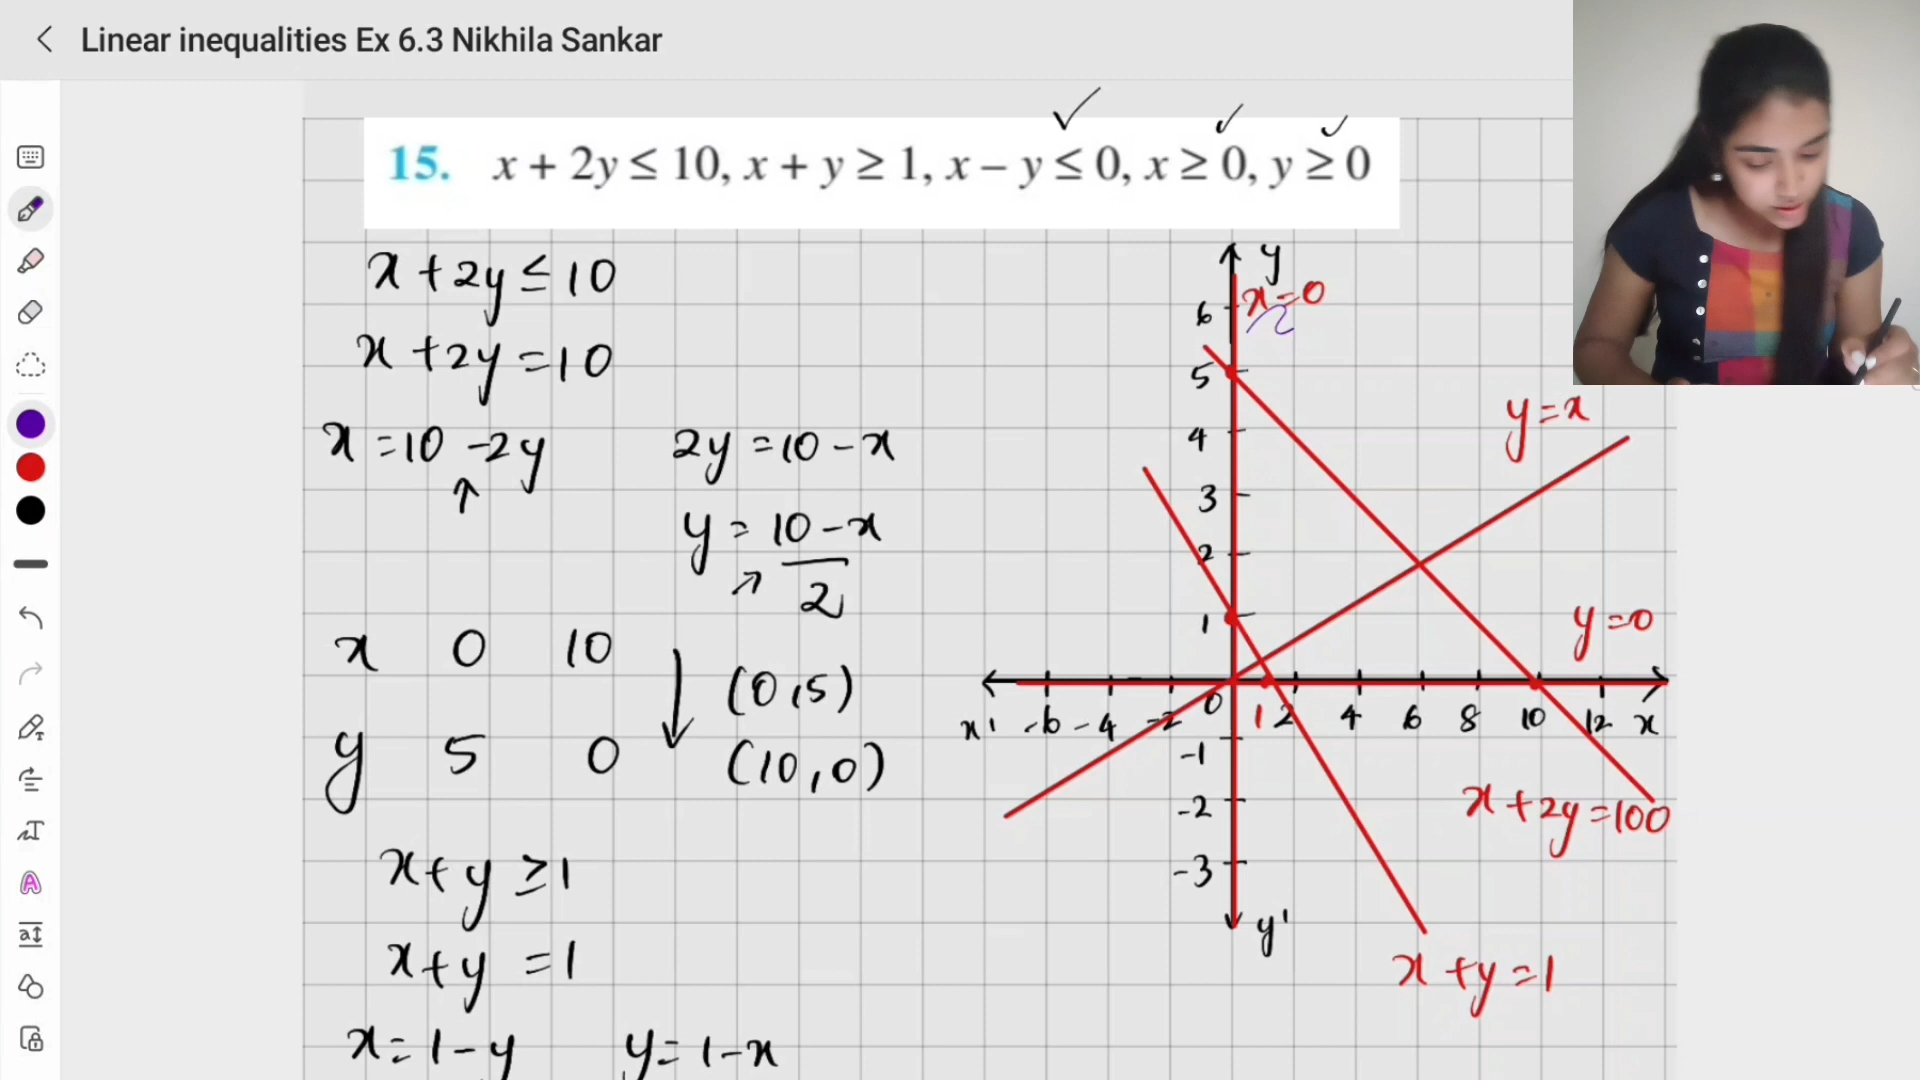 Linear inequalities Ex 6.3 Nikhila Sankar
15. x + 2y ≤ 10, x + y ≥ 1, x – y ≤ 0, x ≥ 0, y ≥ 0
x + 2y ≤ 10
x + 2y = 10
x = 10 - 2y
2y = 10 - x
y = 10 - x / 2
x 0 10
y 5 0
(0,5)
(10,0)
x + y ≥ 1
x + y = 1
x = 1 - y
y = 1 - x
y
x = 0
6
5
4
3
2
1
y = x
y = 0
x' -6 -4 -2 0 1 2 4 6 8 10 12 x
-1
-2
-3
y'
x + 2y = 100
x + y = 1